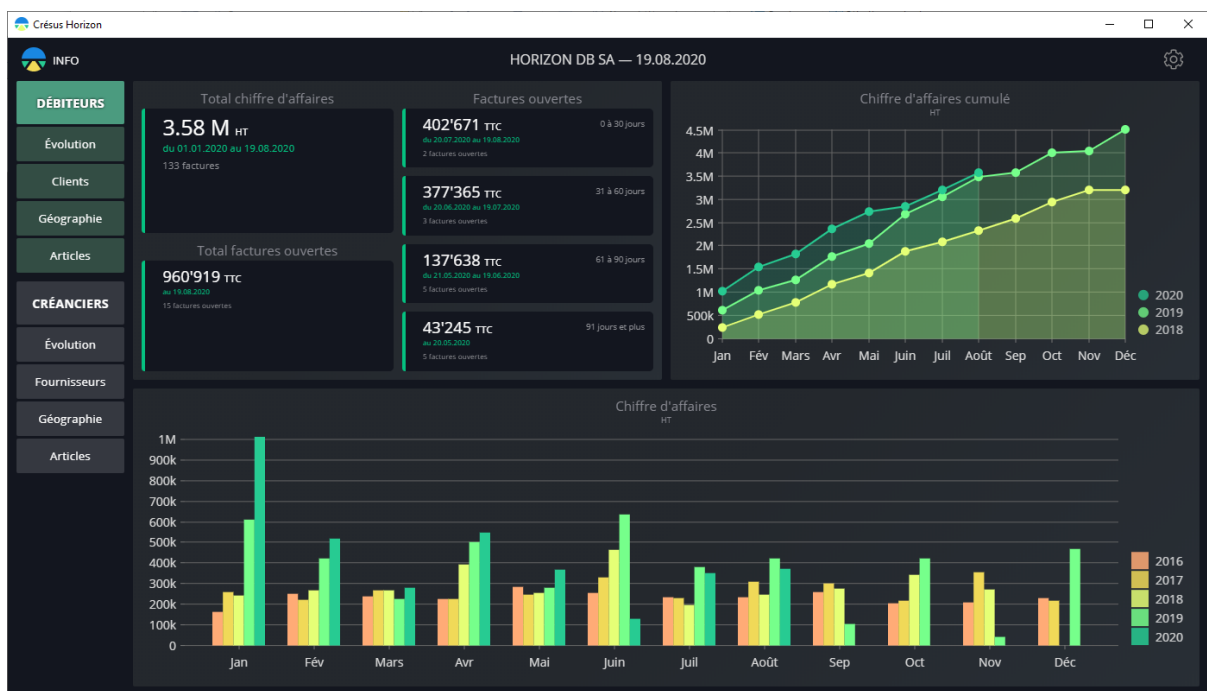 Crésus Horizon
INFO
HORIZON DB SA — 19.08.2020
DÉBITEURS
Évolution
Clients
Géographie
Articles
CRÉANCIERS
Évolution
Fournisseurs
Géographie
Articles
Total chiffre d'affaires
3.58 M HT
du 01.01.2020 au 19.08.2020
133 factures
Total factures ouvertes
960'919 TTC
au 19.08.2020
15 factures ouvertes
Factures ouvertes
402'671 TTC
0 à 30 jours
du 20.07.2020 au 19.08.2020
2 factures ouvertes
377'365 TTC
31 à 60 jours
du 20.06.2020 au 19.07.2020
3 factures ouvertes
137'638 TTC
61 à 90 jours
du 21.05.2020 au 19.06.2020
5 factures ouvertes
43'245 TTC
91 jours et plus
au 20.05.2020
5 factures ouvertes
Chiffre d'affaires cumulé
HT
4.5M
4M
3.5M
3M
2.5M
2M
1.5M
1M
500k
0
Jan Fév Mars Avr Mai Juin Juil Août Sep Oct Nov Déc
2020
2019
2018
Chiffre d'affaires
HT
1M
900k
800k
700k
600k
500k
400k
300k
200k
100k
0
Jan Fév Mars Avr Mai Juin Juil Août Sep Oct Nov Déc
2016
2017
2018
2019
2020